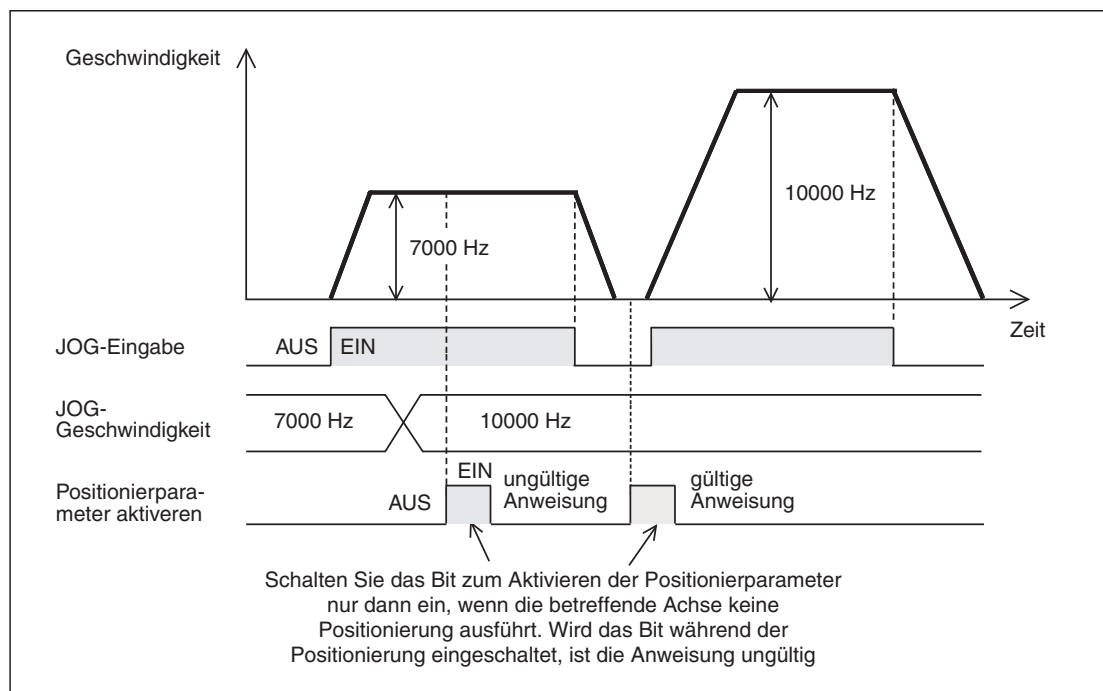 Geschwindigkeit
10000 Hz
7000 Hz
Zeit
JOG-Eingabe
AUS
EIN
JOG-
Geschwindigkeit
7000 Hz
10000 Hz
Positionierpara-
meter aktiveren
AUS
EIN
ungültige
Anweisung
gültige
Anweisung
Schalten Sie das Bit zum Aktivieren der Positionierparameter
nur dann ein, wenn die betreffende Achse keine
Positionierung ausführt. Wird das Bit während der
Positionierung eingeschaltet, ist die Anweisung ungültig